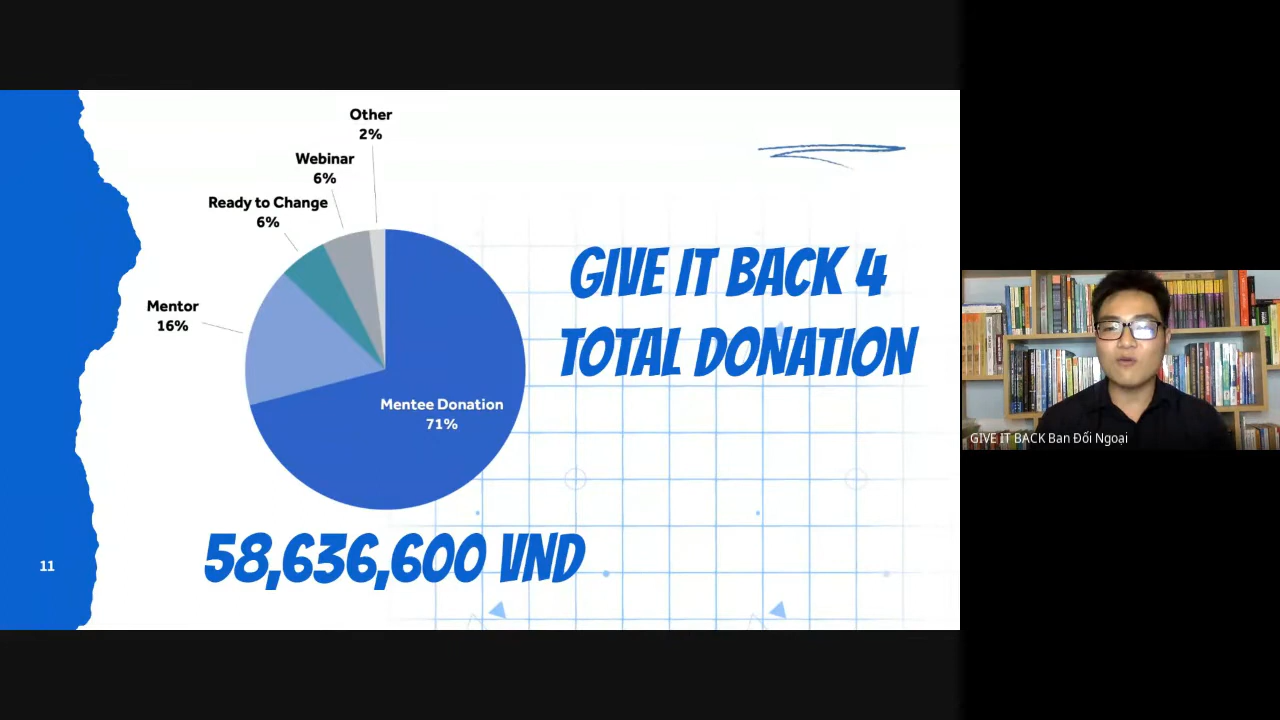 Other
2%
Webinar
6%
Ready to Change
6%
Mentor
16%
Mentee Donation
71%
GIVE IT BACK 4
TOTAL DONATION
58,636,600 VND
11
GIVE IT BACK Ban Đối Ngoại